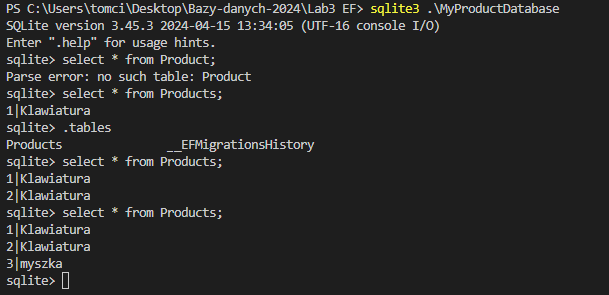 PS C:\Users\tomci\Desktop\Bazy-danych-2024\Lab3 EF> sqlite3 .\MyProductDatabase
SQLite version 3.45.3 2024-04-15 13:34:05 (UTF-16 console I/O)
Enter ".help" for usage hints.
sqlite> select * from Product;
Parse error: no such table: Product
sqlite> select * from Products;
1|Klawiatura
sqlite> .tables
Products               __EFMigrationsHistory
sqlite> select * from Products;
1|Klawiatura
2|Klawiatura
sqlite> select * from Products;
1|Klawiatura
2|Klawiatura
3|myszka
sqlite>